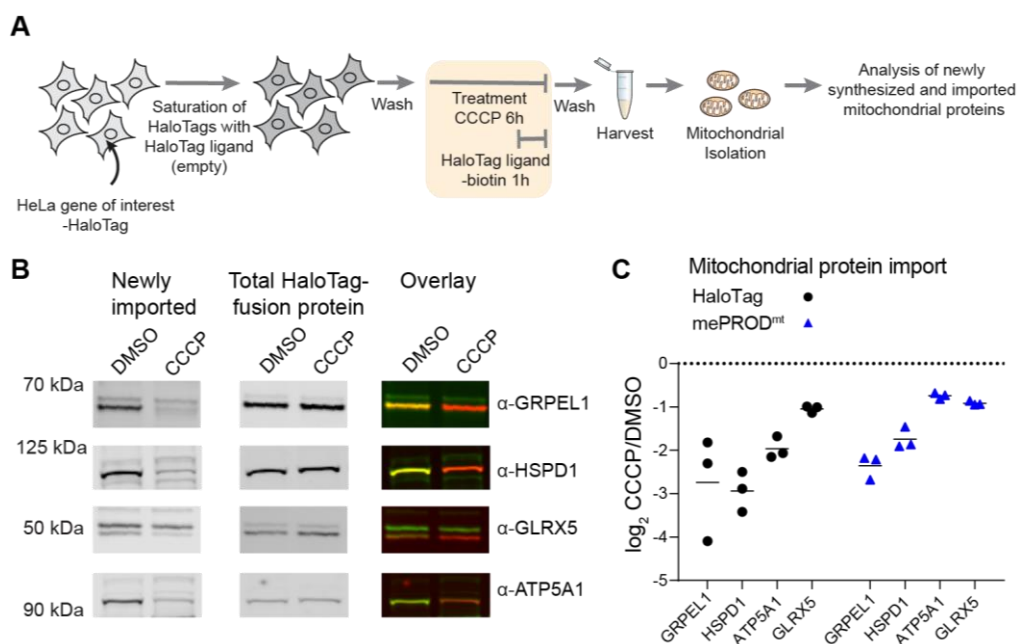 A
Saturation of
HaloTags with
HaloTag ligand
(empty)
HeLa gene of interest
-HaloTag
Wash
Treatment
CCCP 6h
HaloTag ligand
-biotin 1h
Wash
Harvest
Mitochondrial
Isolation
Analysis of newly
synthesized and imported
mitochondrial proteins
B
Newly
imported
Total HaloTag-
fusion protein
Overlay
DMSO
CCCP
DMSO
CCCP
DMSO
CCCP
70 kDa
α-GRPEL1
125 kDa
α-HSPD1
50 kDa
α-GLRX5
90 kDa
α-ATP5A1
C
Mitochondrial protein import
HaloTag
mePRODmt
log2 CCCP/DMSO
0
-1
-2
-3
-4
-5
GRPEL1
HSPD1
ATP5A1
GLRX5
GRPEL1
HSPD1
ATP5A1
GLRX5